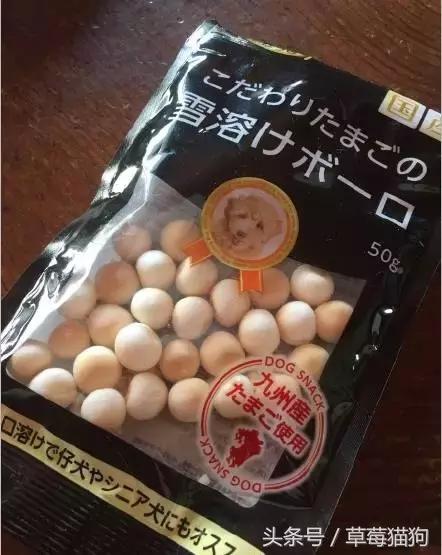 国
こだわりたまごの
雪溶けボーロ
50g
DOG SNACK
九州産
たまご使用
DOG SNACK
口溶けで仔犬やシニア犬にもオスス
头条号 / 草莓猫狗